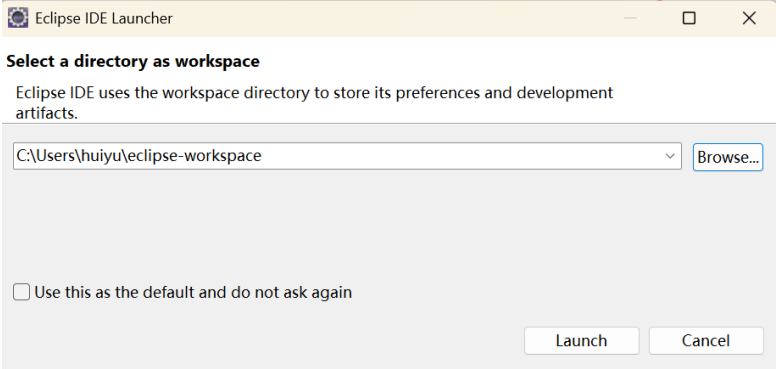 Eclipse IDE Launcher
Select a directory as workspace
Eclipse IDE uses the workspace directory to store its preferences and development
artifacts.
C:\Users\huiyu\eclipse-workspace
Browse...
Use this as the default and do not ask again
Launch
Cancel